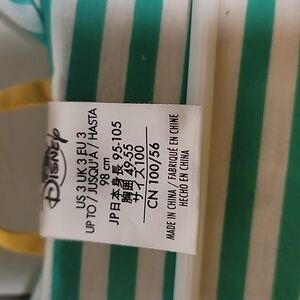 Disney
US 3 UK 3 EU 3
UP TO / JUSQU'A / HASTA
98 cm
JP日本身長 95-105
胸囲 49-55
サイズ100
CN 100/56
MADE IN CHINA / FABRIQUÉ EN CHINE
HECHO EN CHINA